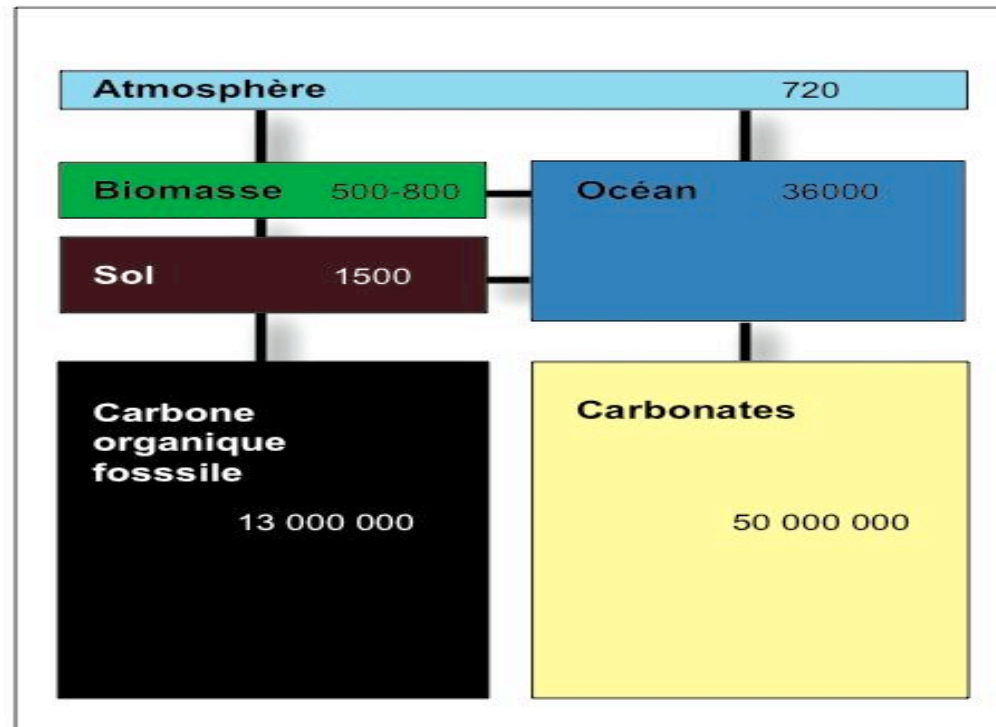 Atmosphère 720
Biomasse 500-800
Océan 36000
Sol 1500
Carbone
organique
fosssile
13 000 000
Carbonates
50 000 000